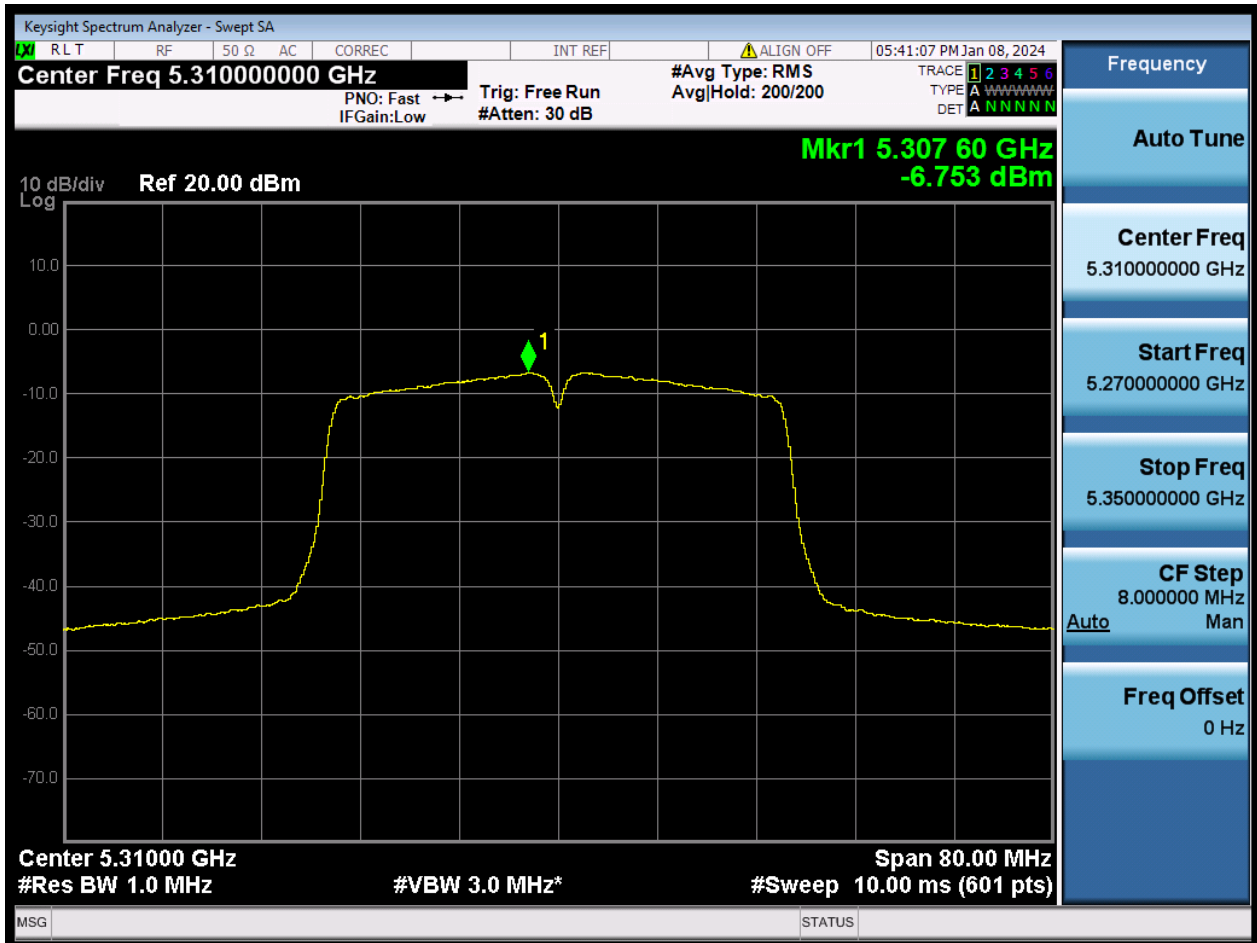 Keysight Spectrum Analyzer - Swept SA
LXI RLT RF 50 Ω AC CORREC INT REF ALIGN OFF 05:41:07 PM Jan 08, 2024
Center Freq 5.310000000 GHz
PNO: Fast
IFGain:Low
Trig: Free Run
#Atten: 30 dB
#Avg Type: RMS
Avg|Hold: 200/200
TRACE 1 2 3 4 5 6
TYPE A WWWWW
DET A N N N N N
Mkr1 5.307 60 GHz
-6.753 dBm
10 dB/div Ref 20.00 dBm
Log
10.0
0.00
1
-10.0
-20.0
-30.0
-40.0
-50.0
-60.0
-70.0
Center 5.31000 GHz Span 80.00 MHz
#Res BW 1.0 MHz #VBW 3.0 MHz* #Sweep 10.00 ms (601 pts)
MSG STATUS
Frequency
Auto Tune
Center Freq
5.310000000 GHz
Start Freq
5.270000000 GHz
Stop Freq
5.350000000 GHz
CF Step
8.000000 MHz
Auto Man
Freq Offset
0 Hz